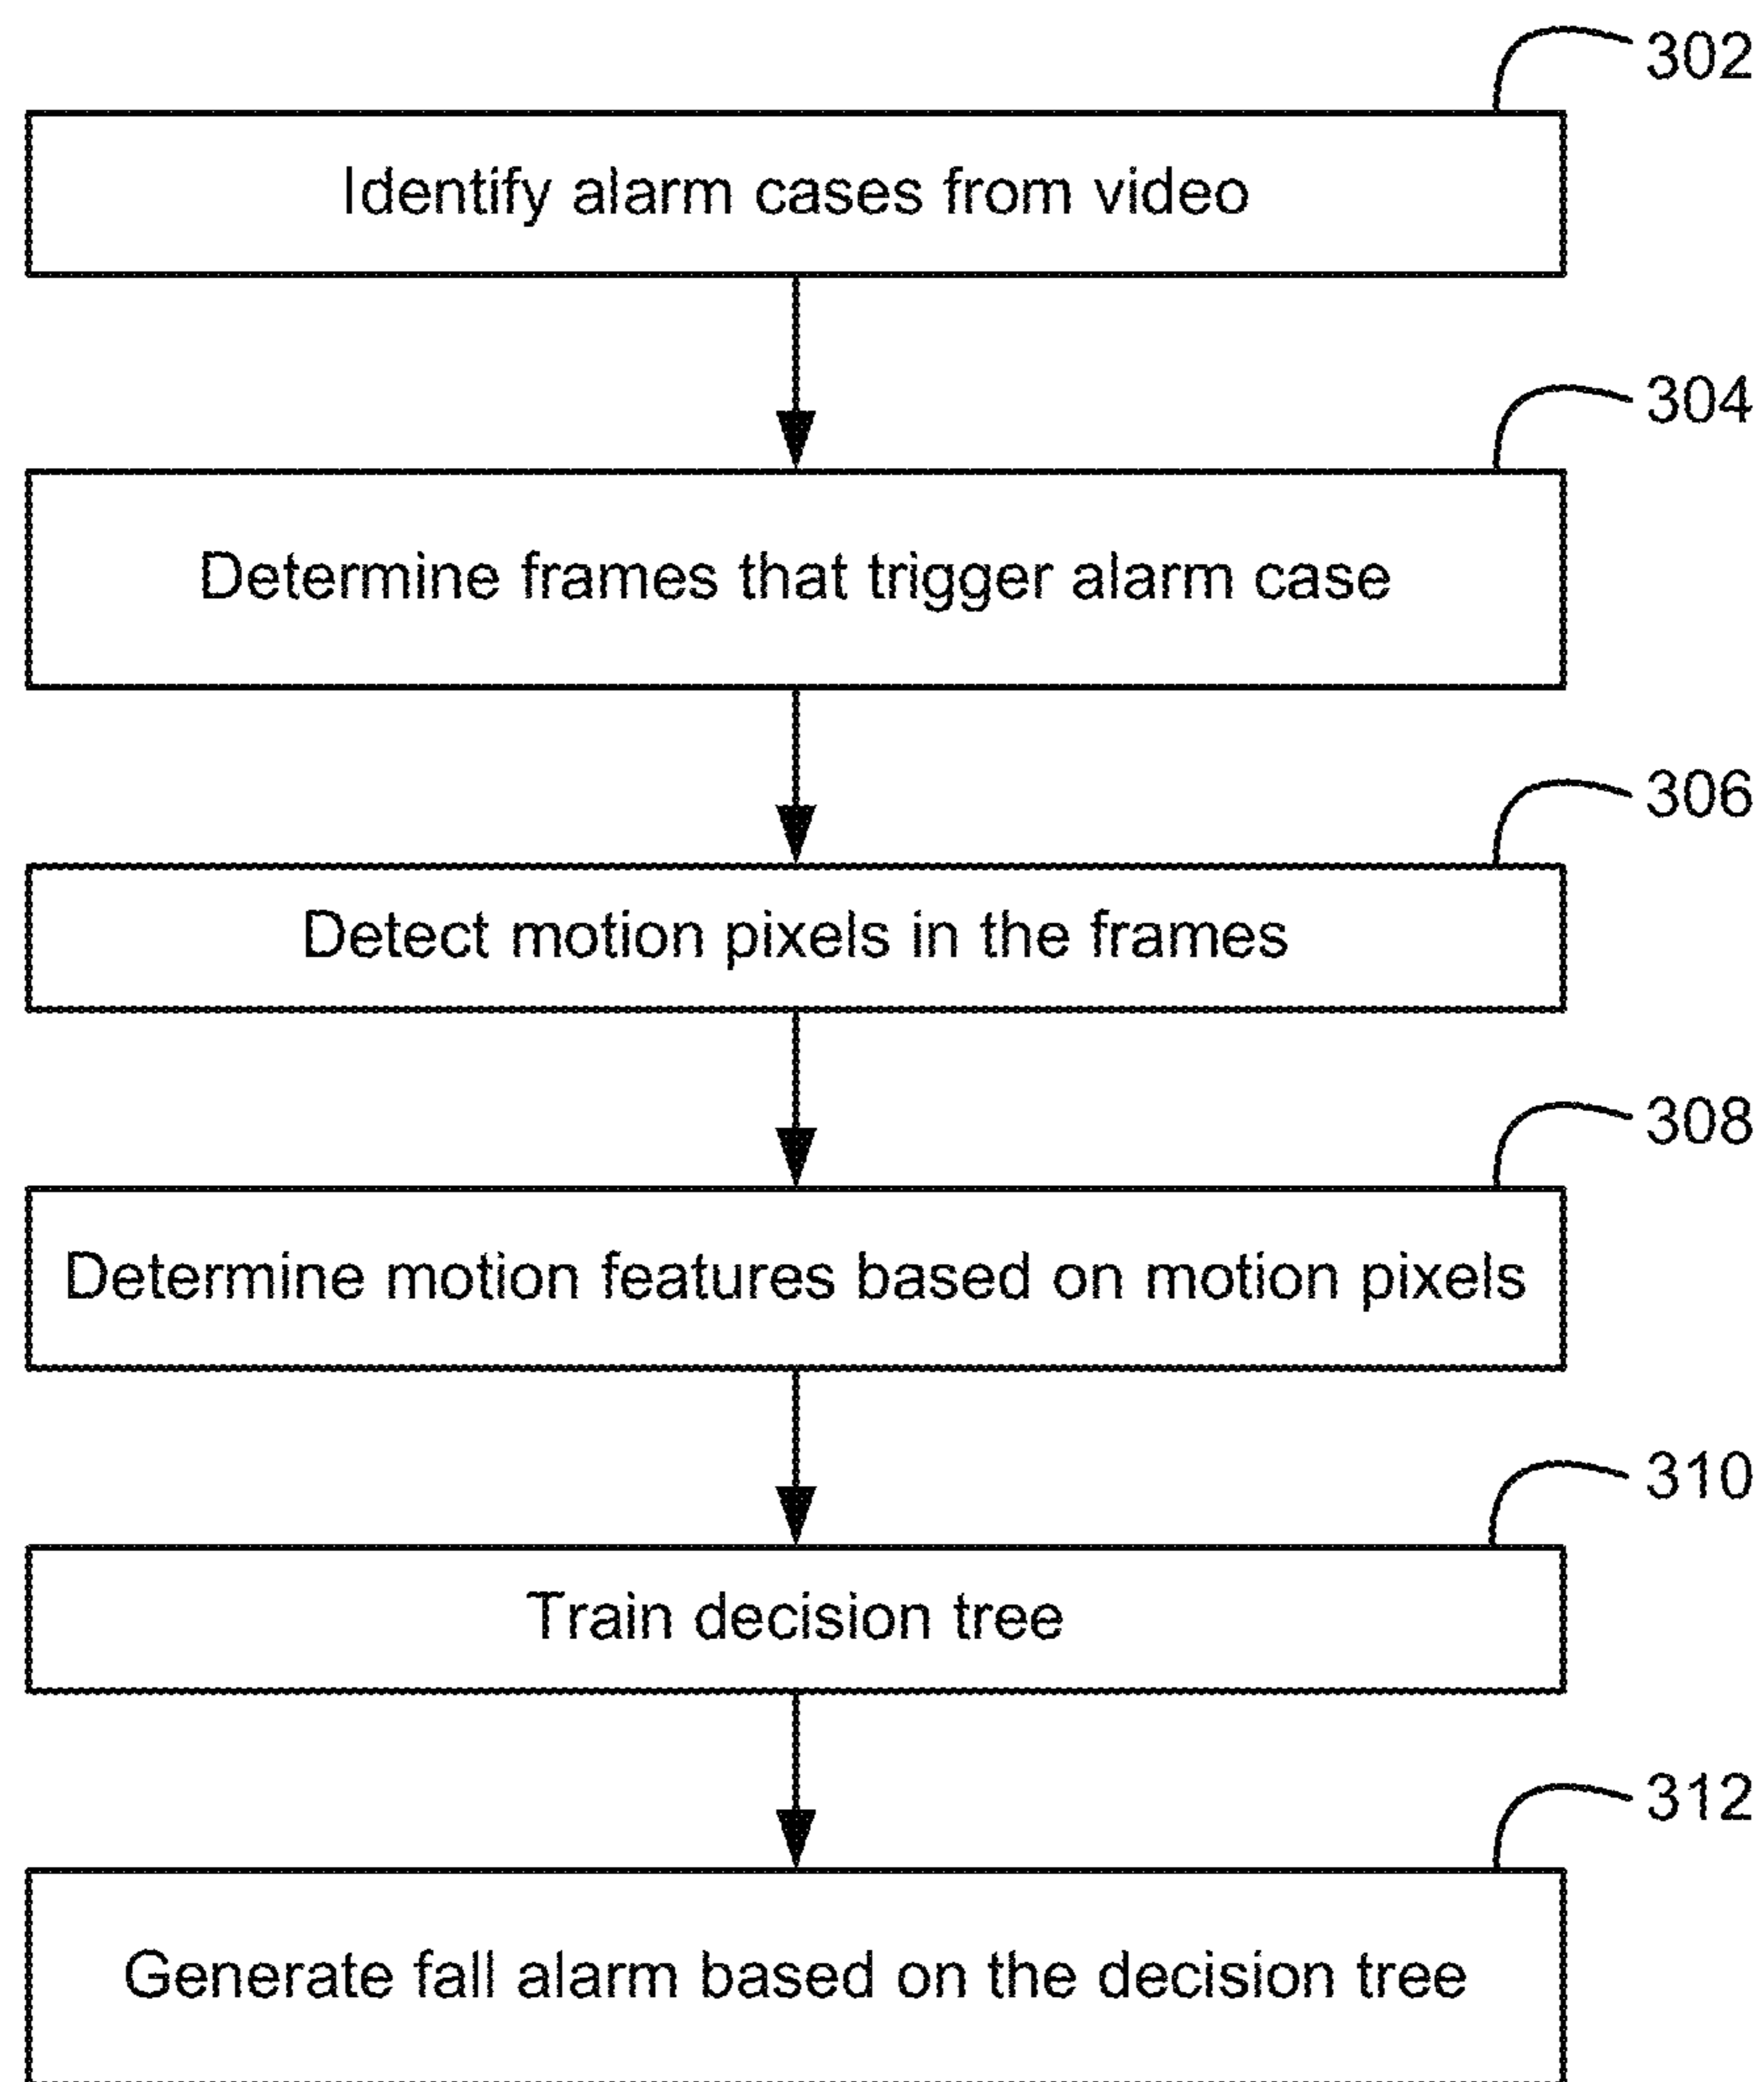 302
Identify alarm cases from video
304
Determine frames that trigger alarm case
306
Detect motion pixels in the frames
308
Determine motion features based on motion pixels
310
Train decision tree
312
Generate fall alarm based on the decision tree